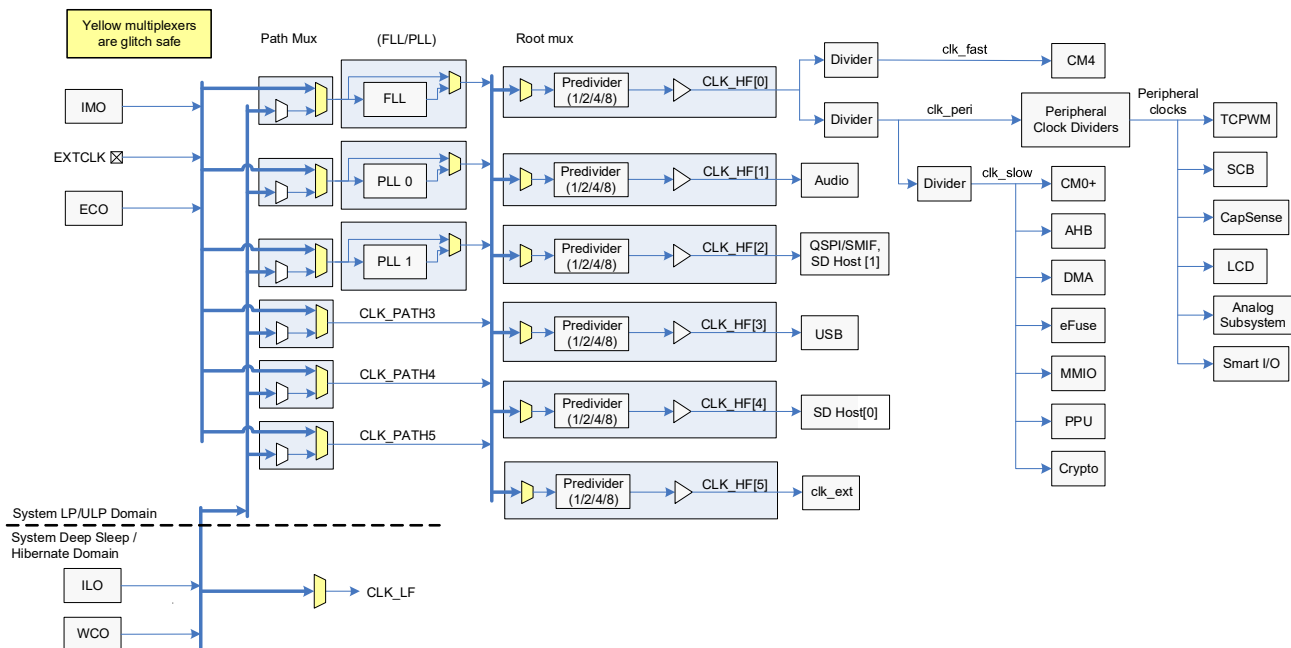 Yellow multiplexers
are glitch safe
Path Mux
(FLL/PLL)
Root mux
IMO
EXTCLK
ECO
FLL
PLL 0
PLL 1
CLK_PATH3
CLK_PATH4
CLK_PATH5
Predivider
(1/2/4/8)
CLK_HF[0]
Predivider
(1/2/4/8)
CLK_HF[1]
Audio
Predivider
(1/2/4/8)
CLK_HF[2]
QSPI/SMIF,
SD Host [1]
Predivider
(1/2/4/8)
CLK_HF[3]
USB
Predivider
(1/2/4/8)
CLK_HF[4]
SD Host[0]
Predivider
(1/2/4/8)
CLK_HF[5]
clk_ext
Divider
clk_fast
CM4
Divider
clk_peri
Peripheral
Clock Dividers
Peripheral
clocks
TCPWM
SCB
CapSense
LCD
Analog
Subsystem
Smart I/O
Divider
clk_slow
CM0+
AHB
DMA
eFuse
MMIO
PPU
Crypto
System LP/ULP Domain
System Deep Sleep /
Hibernate Domain
ILO
WCO
CLK_LF